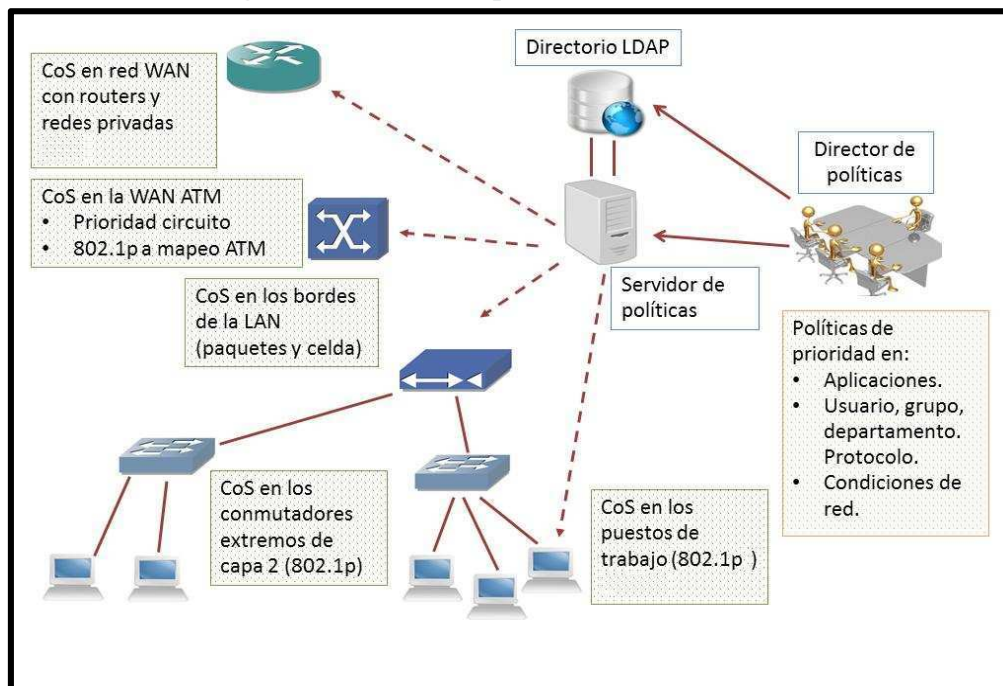 Directorio LDAP
CoS en red WAN
con routers y
redes privadas
Director de
políticas
CoS en la WAN ATM
• Prioridad circuito
• 802.1p a mapeo ATM
CoS en los bordes
de la LAN
(paquetes y celda)
Servidor de
políticas
Políticas de
prioridad en:
• Aplicaciones.
• Usuario, grupo,
departamento.
Protocolo.
• Condiciones de
red.
CoS en los
conmutadores
extremos de
capa 2 (802.1p)
CoS en los
puestos de
trabajo (802.1p )